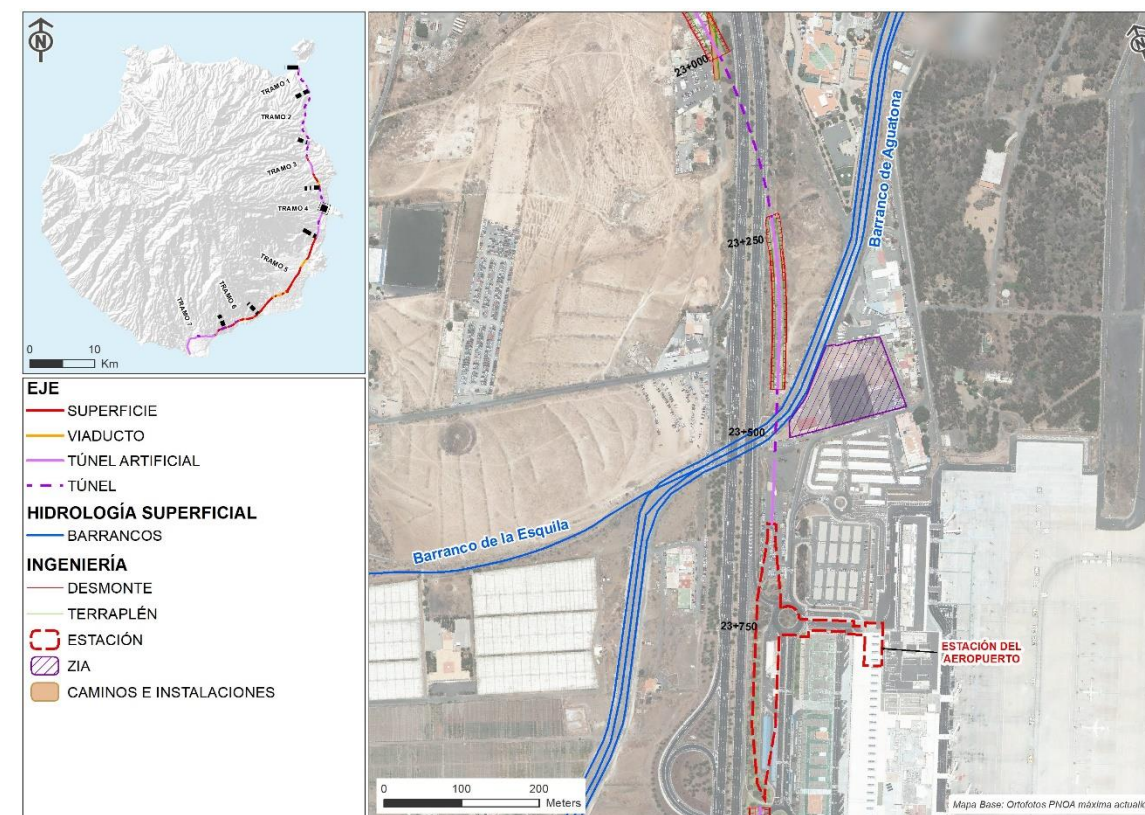 N
TRAMO 1
TRAMO 2
TRAMO 3
TRAMO 4
TRAMO 5
TRAMO 6
TRAMO 7
0 10
Km
EJE
SUPERFICIE
VIADUCTO
TÚNEL ARTIFICIAL
TÚNEL
HIDROLOGÍA SUPERFICIAL
BARRANCOS
INGENIERÍA
DESMONTE
TERRAPLÉN
ESTACIÓN
ZIA
CAMINOS E INSTALACIONES
N
23+000
Barranco de Aguatona
23+250
23+500
Barranco de la Esquila
23+750
ESTACIÓN DEL
AEROPUERTO
0 100 200
Meters
Mapa Base: Ortofotos PNOA máxima